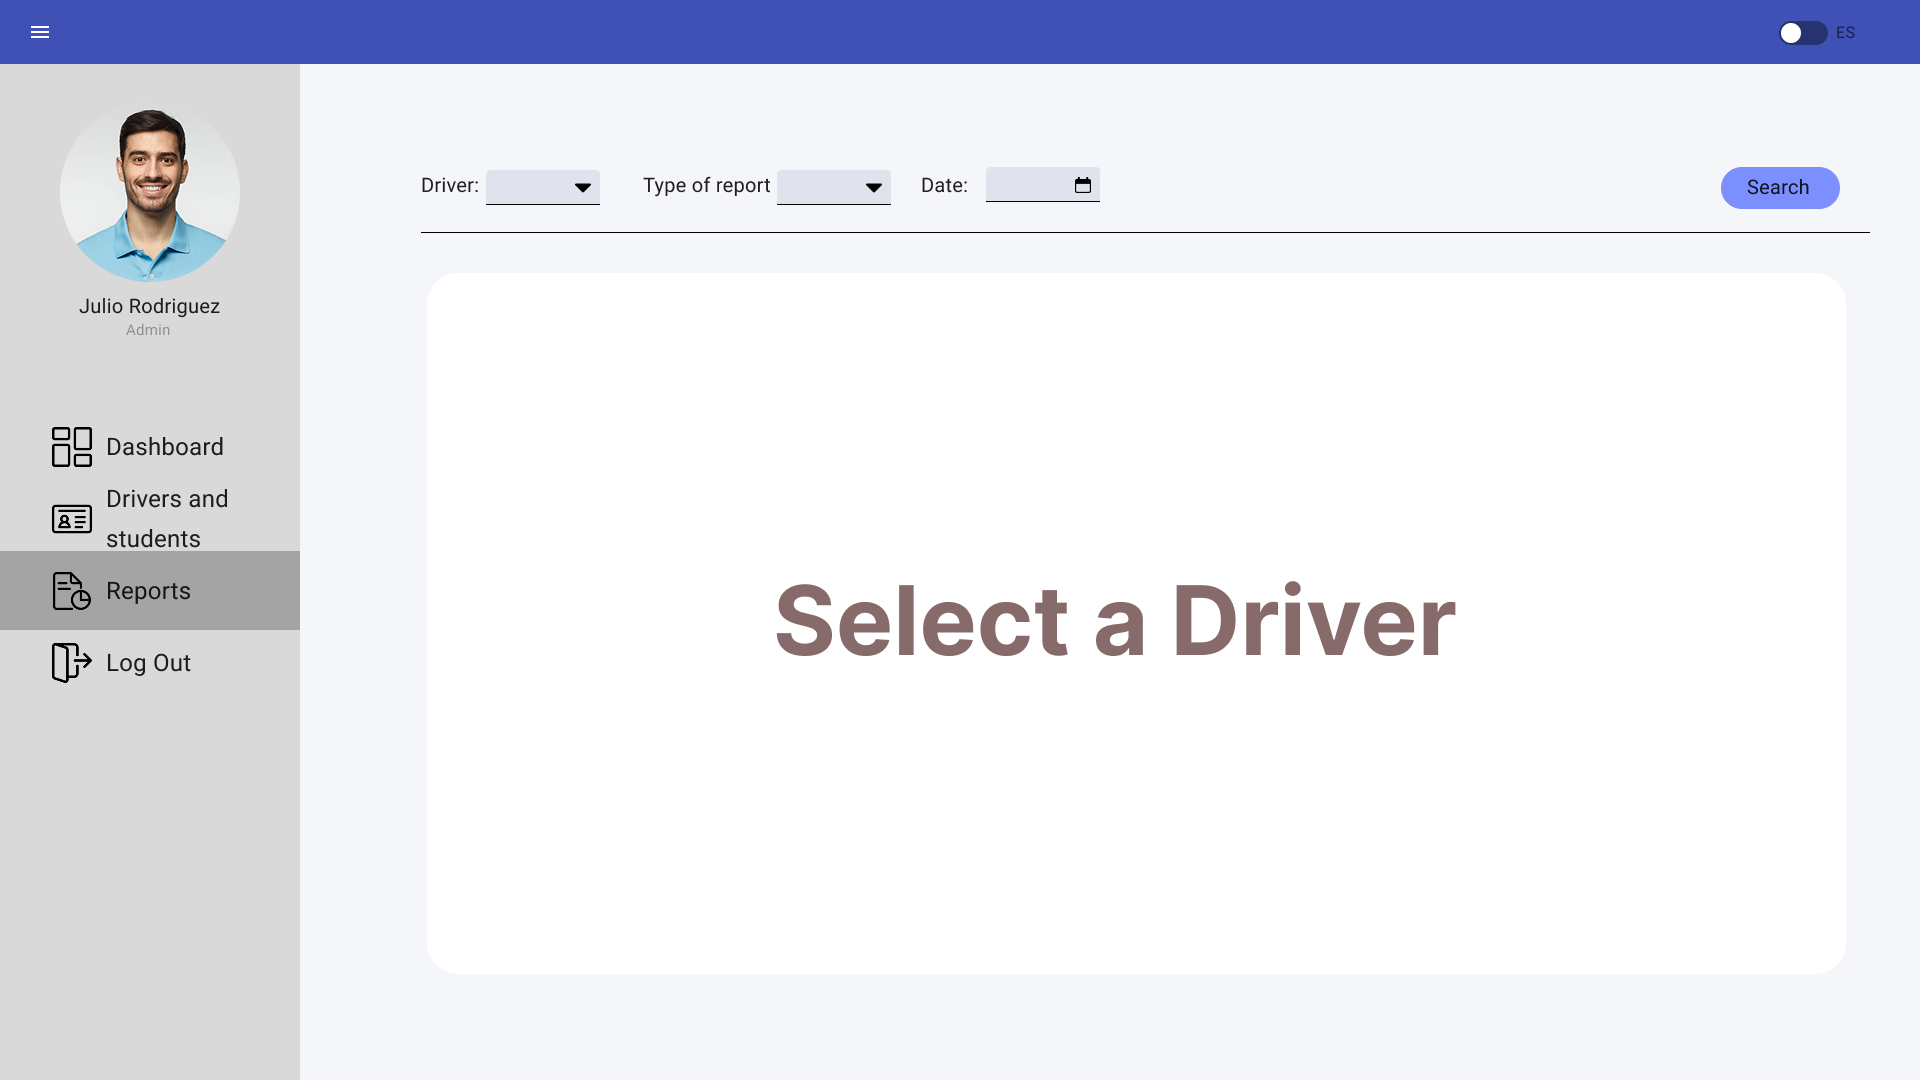 ES
Julio Rodriguez
Admin
Dashboard
Drivers and
students
Reports
Log Out
Driver:
Type of report
Date:
Search
Select a Driver